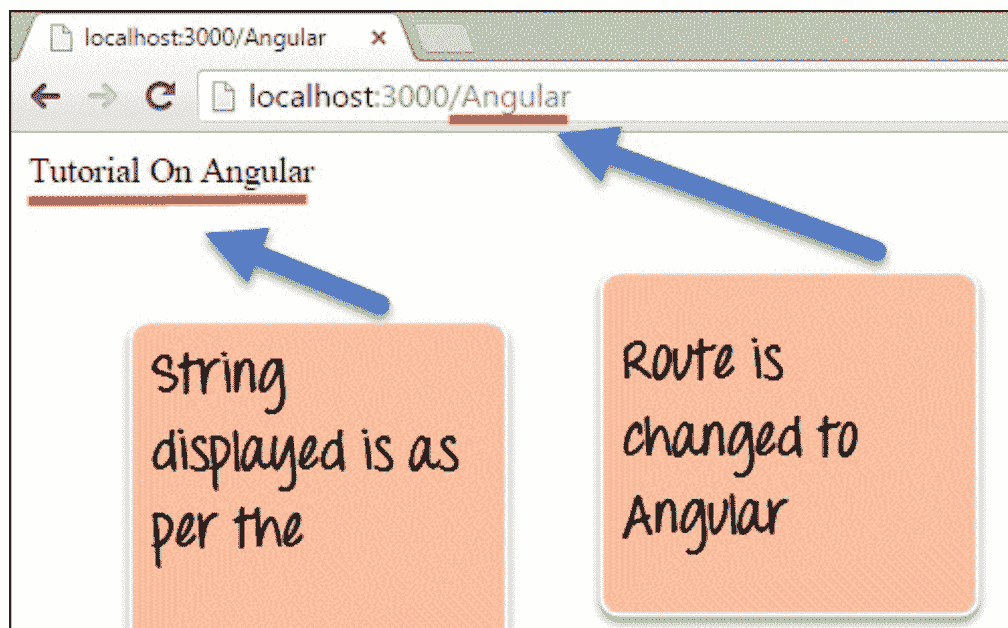 localhost:3000/Angular
localhost:3000/Angular
Tutorial On Angular
String
displayed is as
per the
Route is
changed to
Angular